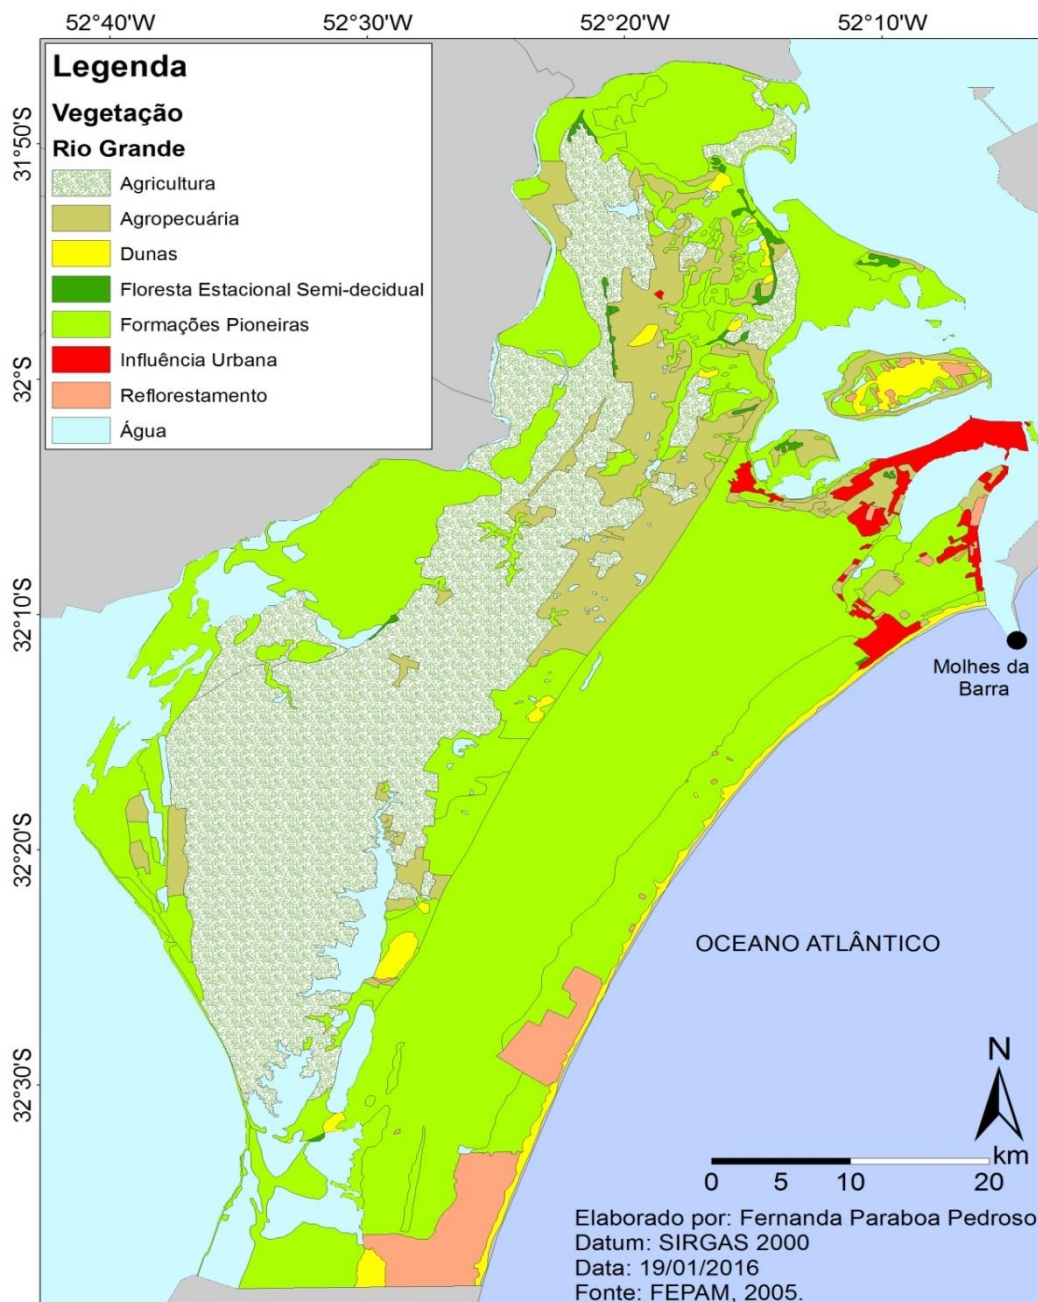 52°40'W 52°30'W 52°20'W 52°10'W
Legenda
Vegetação
Rio Grande
Agricultura
Agropecuária
Dunas
Floresta Estacional Semi-decidual
Formações Pioneiras
Influência Urbana
Reflorestamento
Água
31°50'S
32°S
32°10'S
32°20'S
32°30'S
Molhes da
Barra
OCEANO ATLÂNTICO
N
km
0 5 10 20
Elaborado por: Fernanda Paraboa Pedroso
Datum: SIRGAS 2000
Data: 19/01/2016
Fonte: FEPAM, 2005.